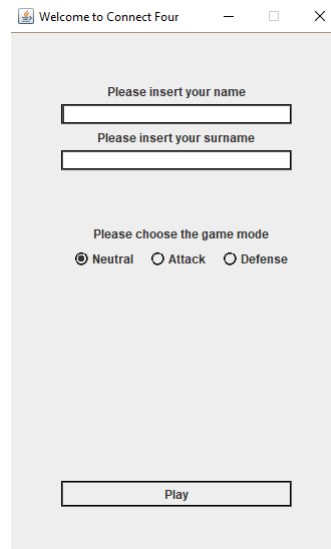 Welcome to Connect Four
Please insert your name
Please insert your surname
Please choose the game mode
Neutral Attack Defense
Play